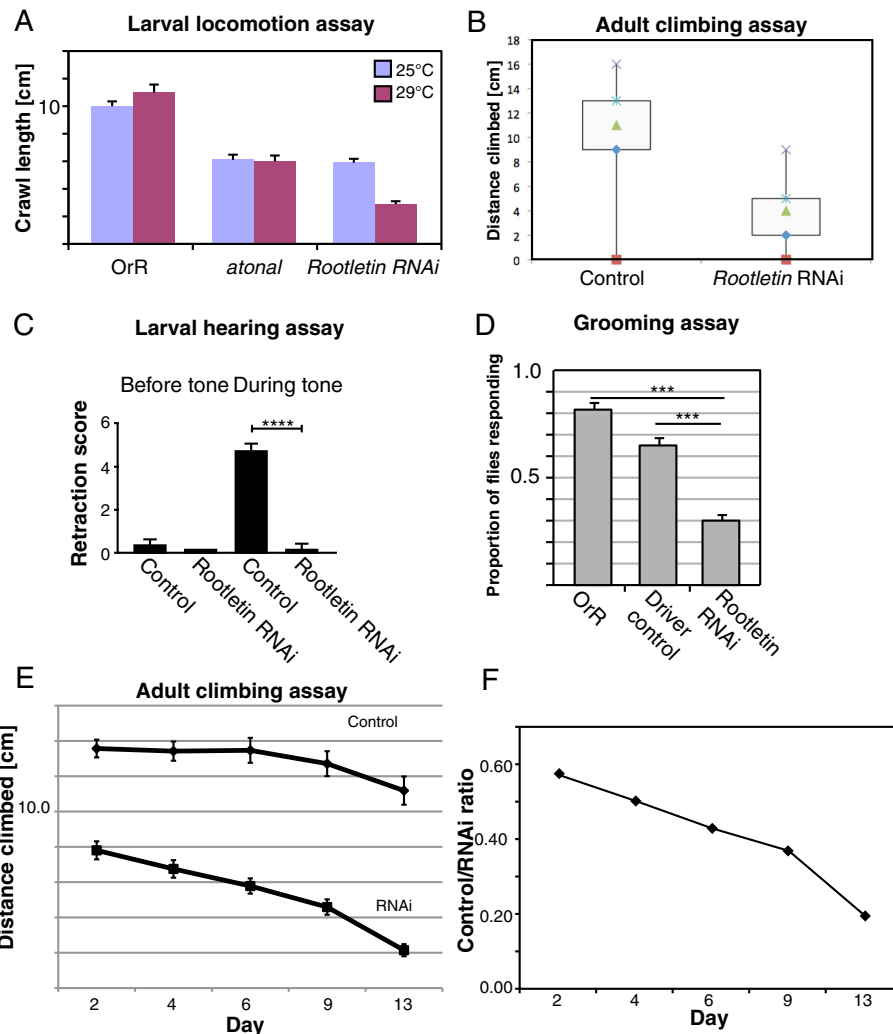 A
Larval locomotion assay
Crawl length [cm]
10
25°C
29°C
OrR
atonal
Rootletin RNAi
B
Adult climbing assay
Distance climbed [cm]
18
16
14
12
10
8
6
4
2
0
Control
Rootletin RNAi
C
Larval hearing assay
Before tone During tone
Retraction score
6
4
2
0
****
Control
Rootletin RNAi
Control
Rootletin RNAi
D
Grooming assay
Proportion of flies responding
1.0
0.5
***
***
OrR
Driver control
Rootletin RNAi
E
Adult climbing assay
Distance climbed [cm]
10.0
Control
RNAi
2 4 6 9 13
Day
F
Control/RNAi ratio
0.60
0.40
0.20
0.00
2 4 6 9 13
Day